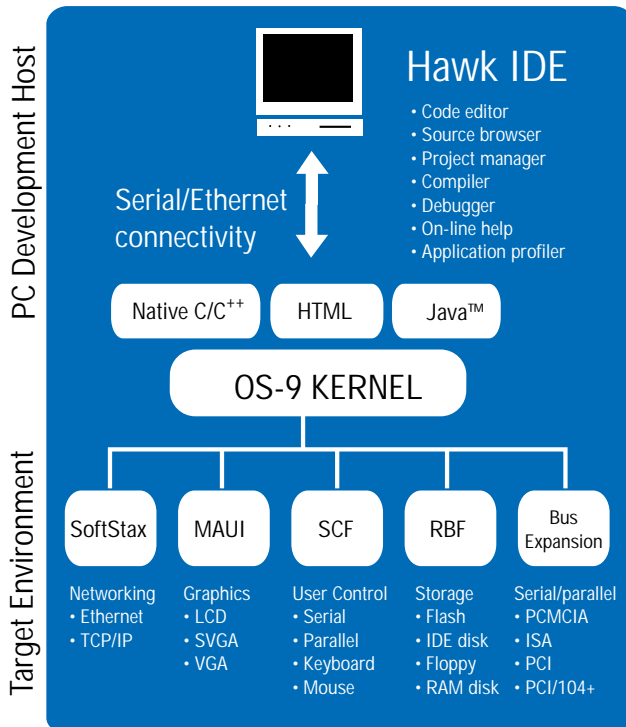 PC Development Host
Hawk IDE
• Code editor
• Source browser
• Project manager
• Compiler
• Debugger
• On-line help
• Application profiler
Serial/Ethernet
connectivity
Native C/C++
HTML
Java™
OS-9 KERNEL
Target Environment
SoftStax
MAUI
SCF
RBF
Bus
Expansion
Networking
• Ethernet
• TCP/IP
Graphics
• LCD
• SVGA
• VGA
User Control
• Serial
• Parallel
• Keyboard
• Mouse
Storage
• Flash
• IDE disk
• Floppy
• RAM disk
Serial/parallel
• PCMCIA
• ISA
• PCI
• PCI/104+